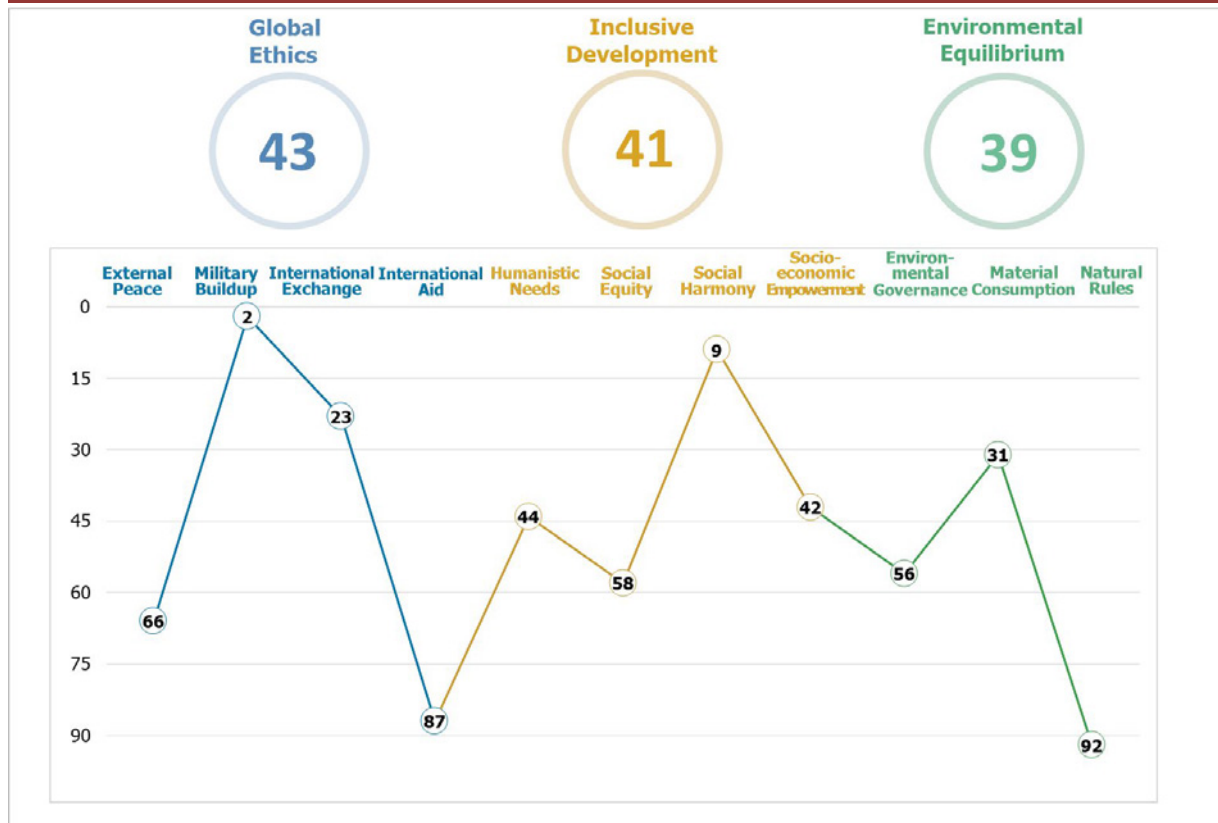 Global
Ethics
Inclusive
Development
Environmental
Equilibrium
43
41
39
External
Peace
Military
Buildup
International
Exchange
International
Aid
Humanistic
Needs
Social
Equity
Social
Harmony
Socio-
economic
Empowerment
Environ-
mental
Governance
Material
Consumption
Natural
Rules
0
15
30
45
60
75
90
66
2
23
87
44
58
9
42
56
31
92